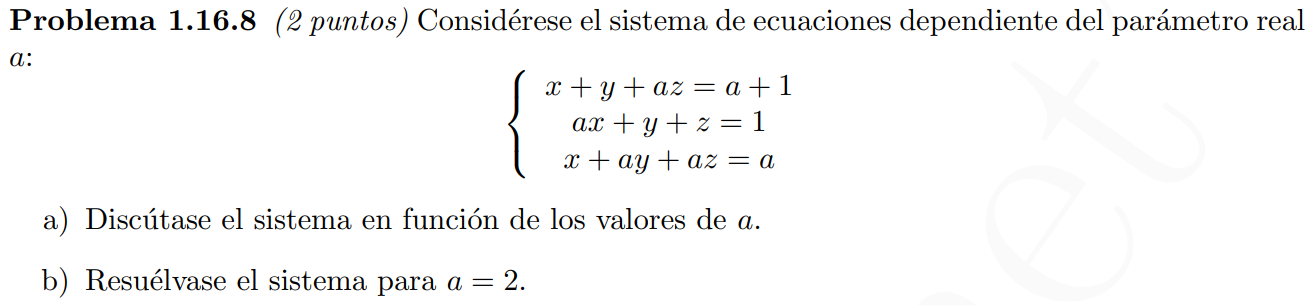 Problema 1.16.8 (2 puntos) Considérese el sistema de ecuaciones dependiente del parámetro real
a:
x + y + az = a + 1
ax + y + z = 1
x + ay + az = a
a) Discútase el sistema en función de los valores de a.
b) Resuélvase el sistema para a = 2.